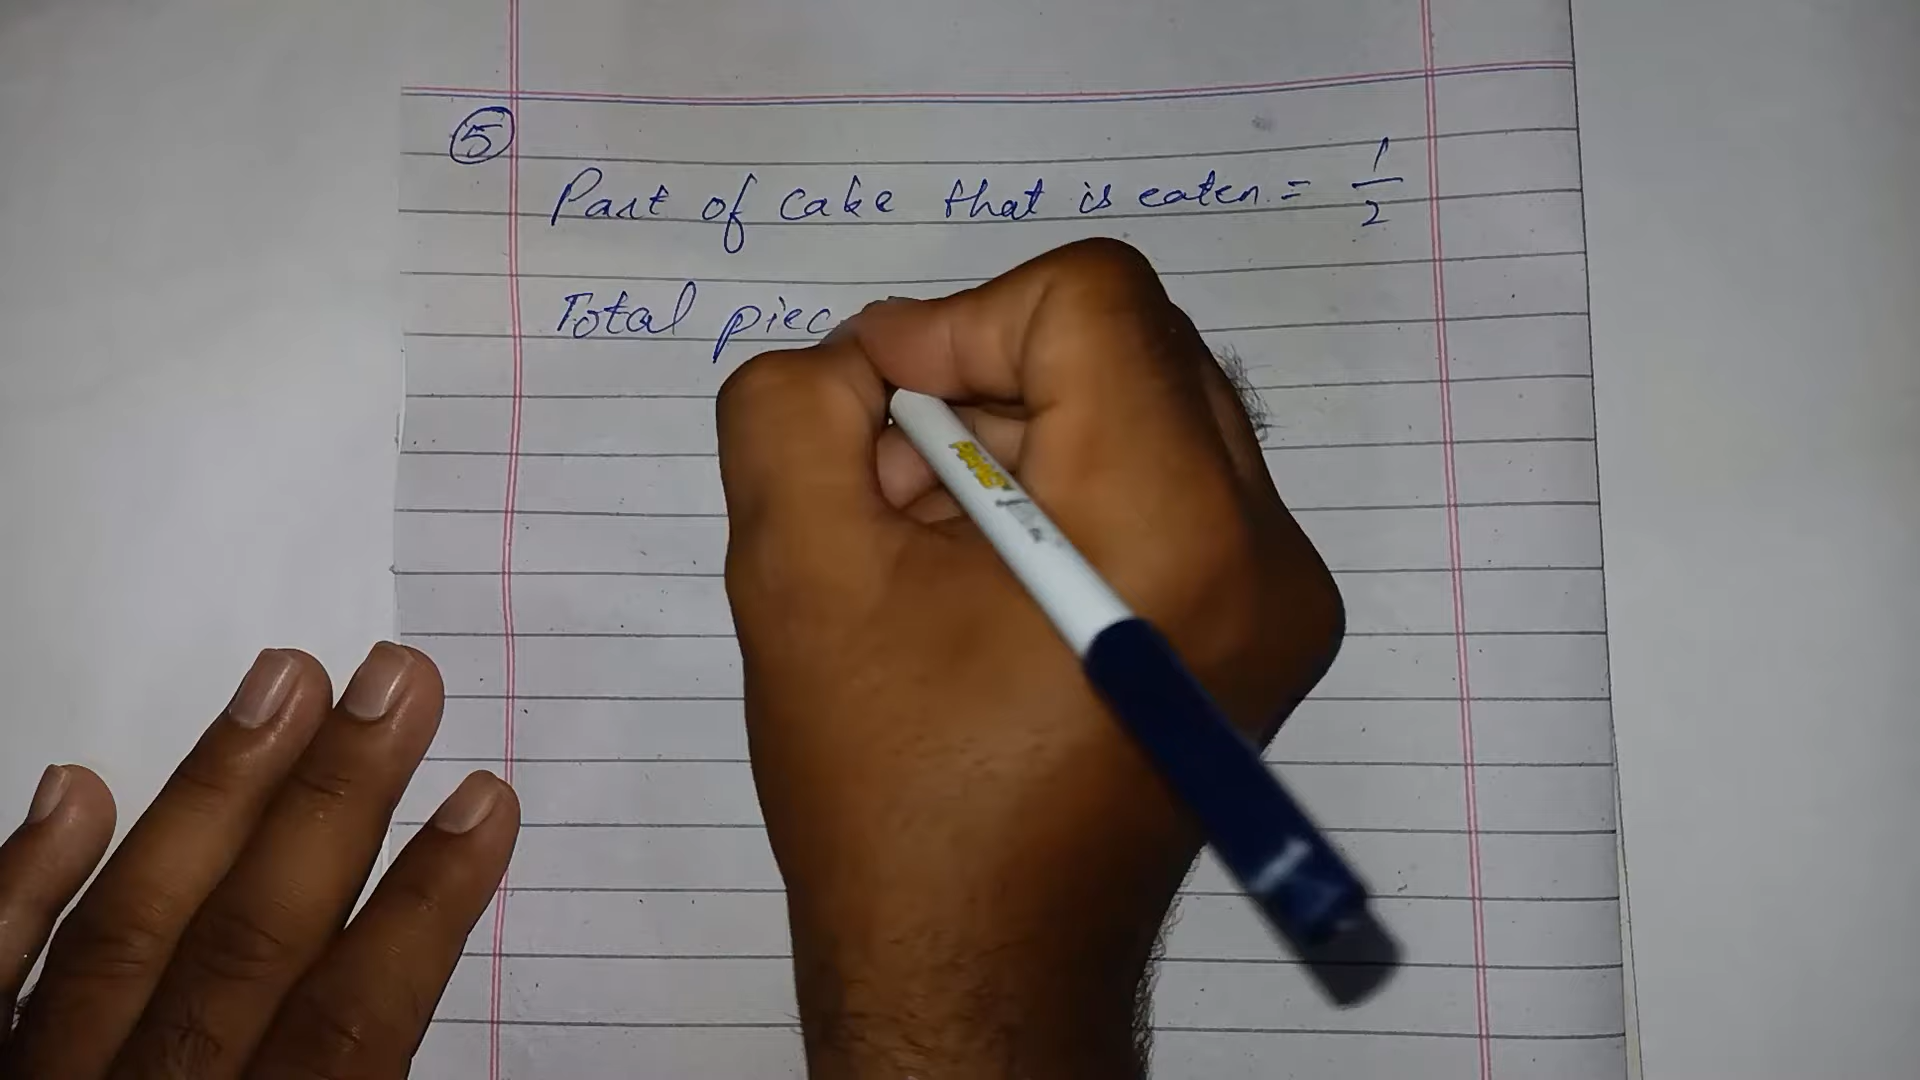 5
Part of cake that is eaten = 1/2
Total piec